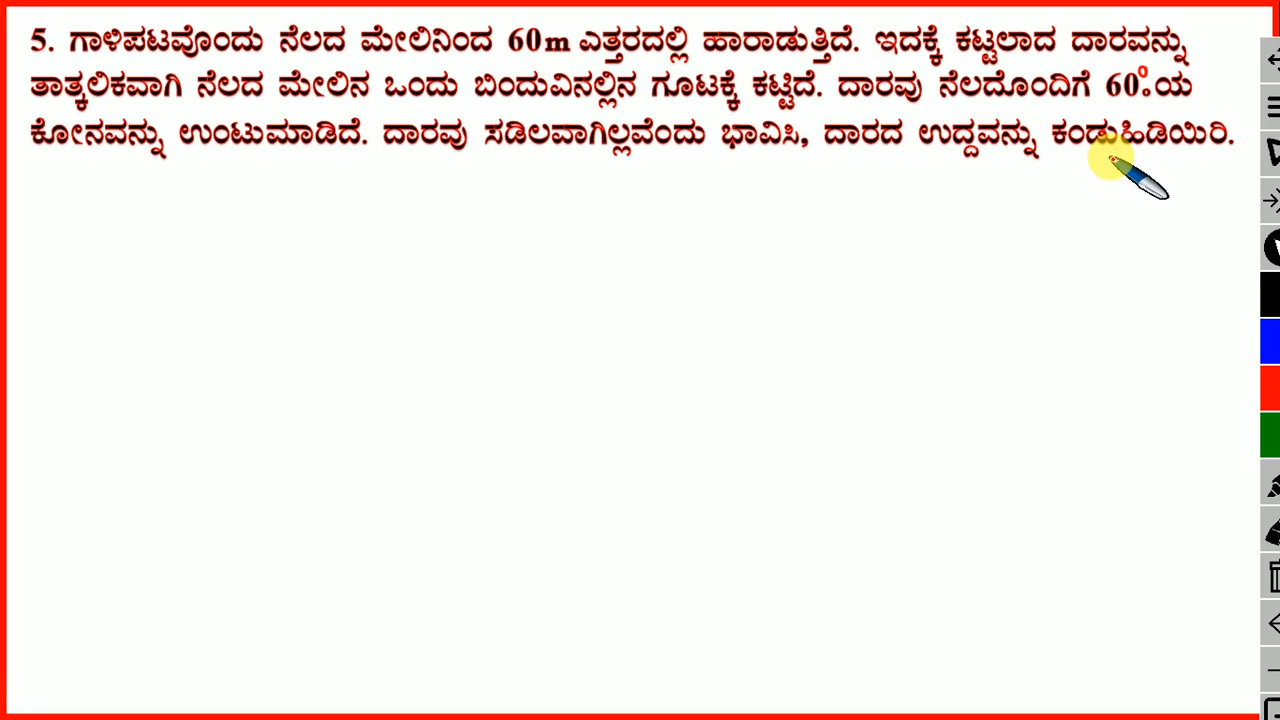 5. ಗಾಳಿಪಟವೊಂದು ನೆಲದ ಮೇಲಿನಿಂದ 60m ಎತ್ತರದಲ್ಲಿ ಹಾರಾಡುತ್ತಿದೆ. ಇದಕ್ಕೆ ಕಟ್ಟಲಾದ ದಾರವನ್ನು
ತಾತ್ಕಲಿಕವಾಗಿ ನೆಲದ ಮೇಲಿನ ಒಂದು ಬಿಂದುವಿನಲ್ಲಿನ ಗೂಟಕ್ಕೆ ಕಟ್ಟಿದೆ. ದಾರವು ನೆಲದೊಂದಿಗೆ 60°.ಯ
ಕೋನವನ್ನು ಉಂಟುಮಾಡಿದೆ. ದಾರವು ಸಡಿಲವಾಗಿಲ್ಲವೆಂದು ಭಾವಿಸಿ, ದಾರದ ಉದ್ದವನ್ನು ಕಂಡುಹಿಡಿಯಿರಿ.